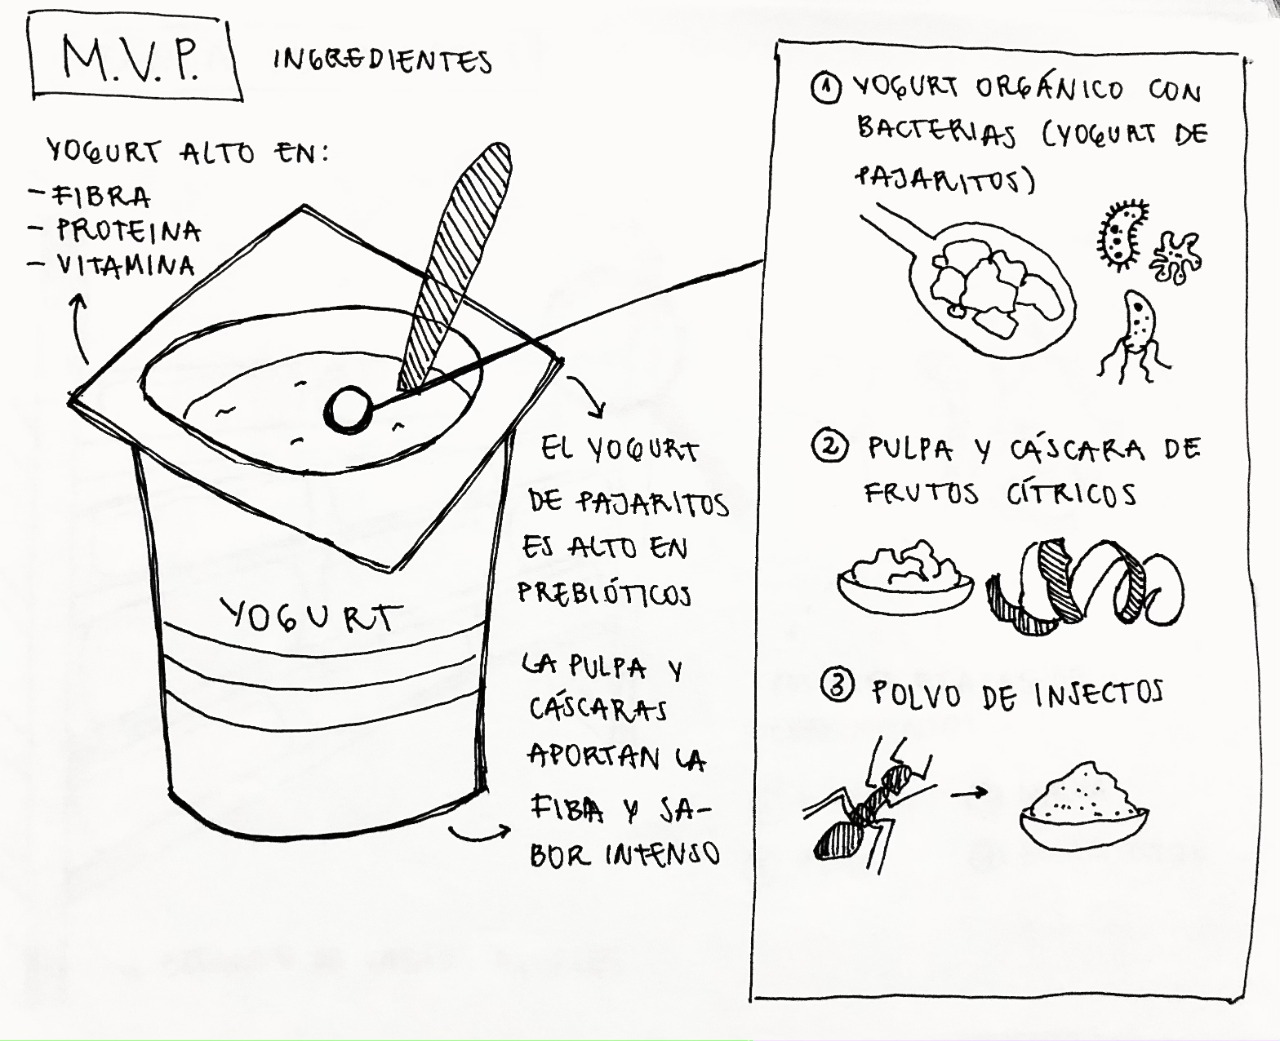 M.V.P.
INGREDIENTES
YOGURT ALTO EN:
- FIBRA
- PROTEINA
- VITAMINA
YOGURT
EL YOGURT
DE PAJARITOS
ES ALTO EN
PREBIÓTICOS
LA PULPA Y
CÁSCARAS
APORTAN LA
FIBA Y SA-
BOR INTENSO
1 YOGURT ORGÁNICO CON
BACTERIAS (YOGURT DE
PAJARITOS)
2 PULPA Y CÁSCARA DE
FRUTOS CÍTRICOS
3 POLVO DE INSECTOS